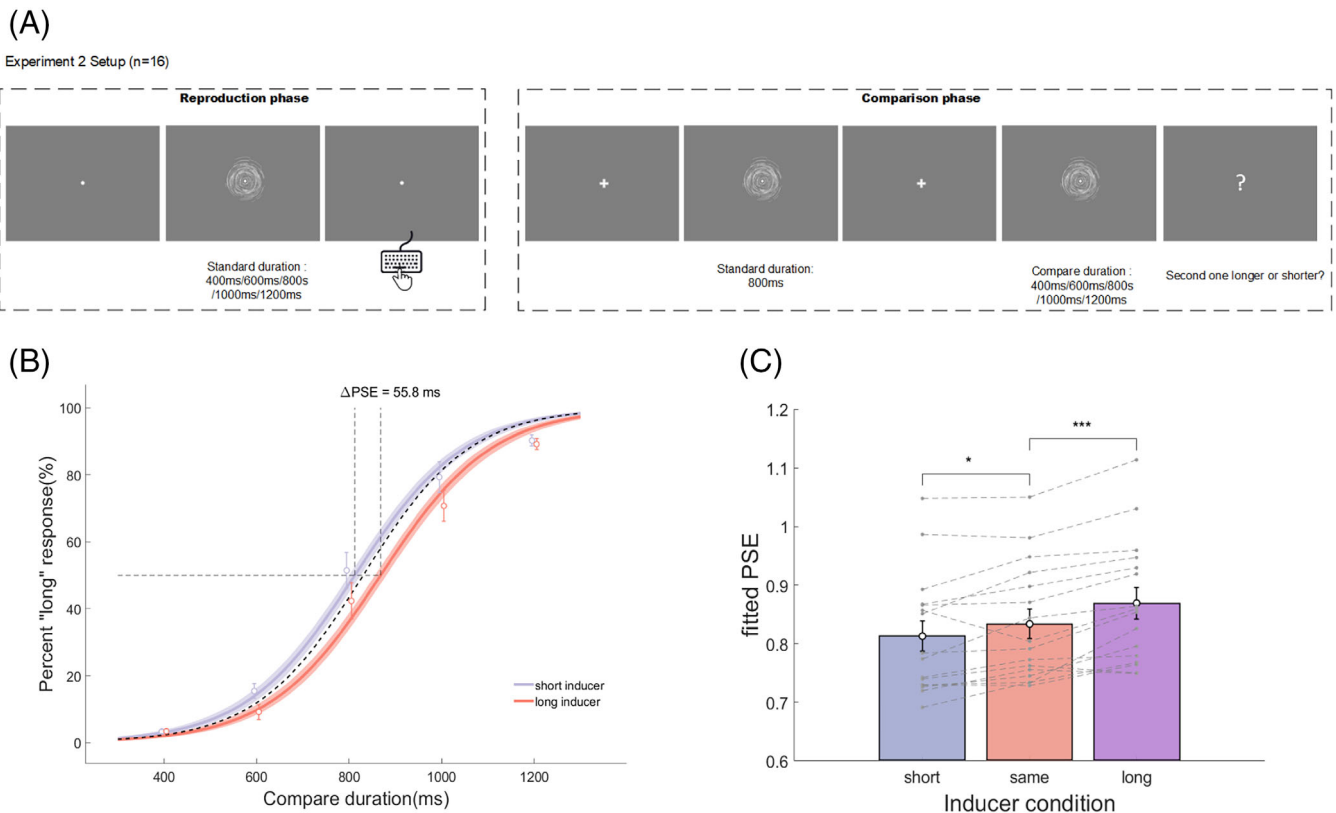 (A)
Experiment 2 Setup (n=16)
Reproduction phase
Standard duration :
400ms/600ms/800s
/1000ms/1200ms
Comparison phase
?
Standard duration:
800ms
Compare duration :
400ms/600ms/800s
/1000ms/1200ms
Second one longer or shorter?
(B)
ΔPSE = 55.8 ms
Percent "long" response(%)
100
80
60
40
20
0
short inducer
long inducer
400
600
800
1000
1200
Compare duration(ms)
(C)
fitted PSE
1.2
1.1
1
0.9
0.8
0.7
0.6
*
***
short
same
long
Inducer condition